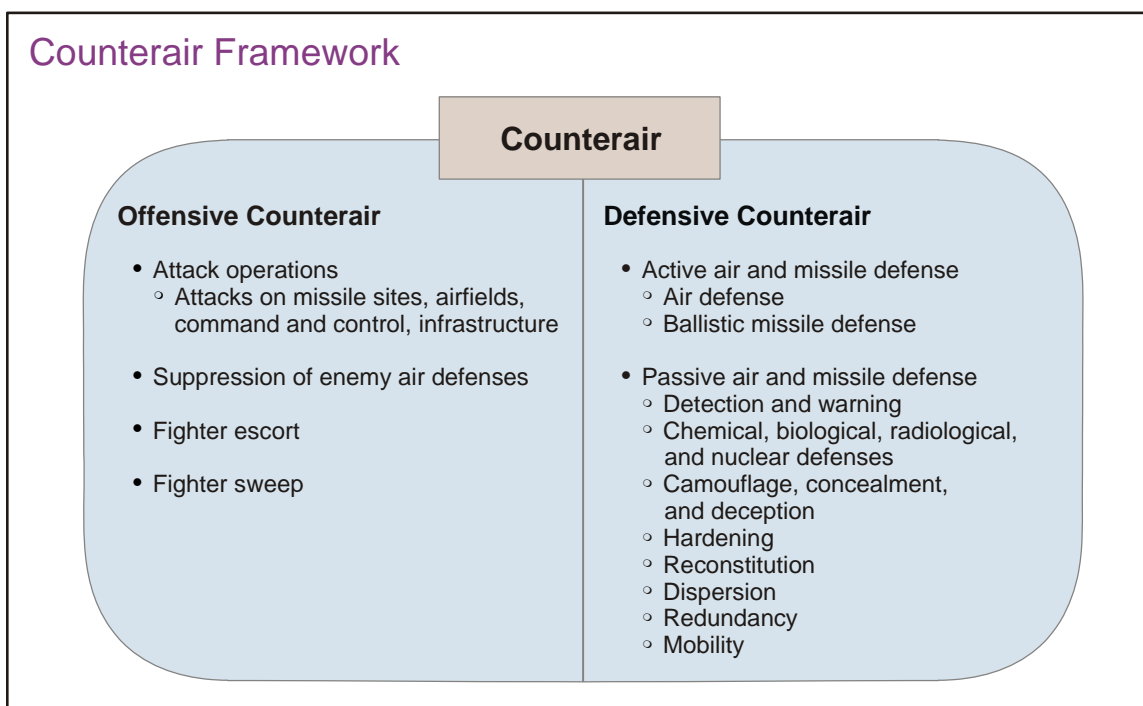 Counterair Framework
Counterair
Offensive Counterair
• Attack operations
◦ Attacks on missile sites, airfields,
command and control, infrastructure
• Suppression of enemy air defenses
• Fighter escort
• Fighter sweep
Defensive Counterair
• Active air and missile defense
◦ Air defense
◦ Ballistic missile defense
• Passive air and missile defense
◦ Detection and warning
◦ Chemical, biological, radiological,
and nuclear defenses
◦ Camouflage, concealment,
and deception
◦ Hardening
◦ Reconstitution
◦ Dispersion
◦ Redundancy
◦ Mobility